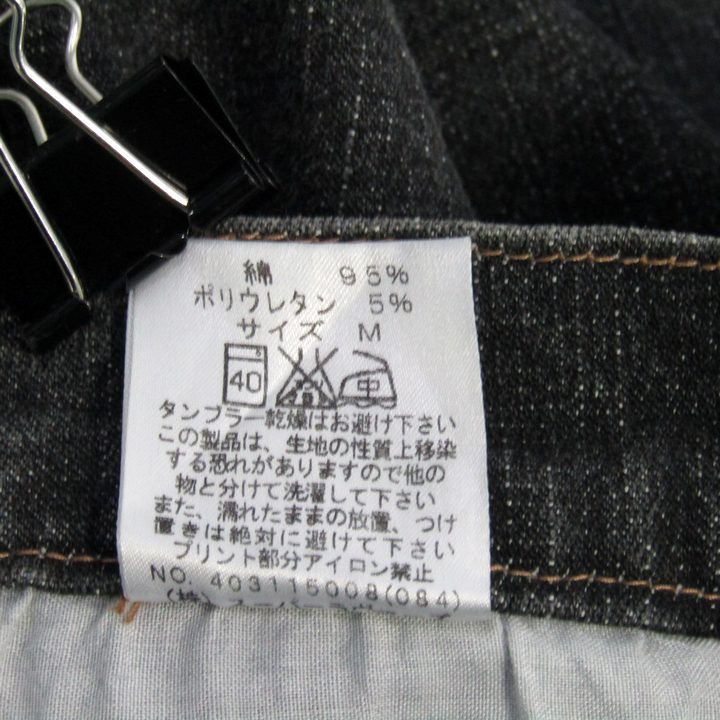 綿 95%
ポリウレタン 5%
サイズ M
40 中
タンブラー乾燥はお避け下さい
この製品は、生地の性質上移染
する恐れがありますので他の
物と分けて洗濯して下さい
また、濡れたままの放置、つけ
置きは絶対に避けて下さい
プリント部分アイロン禁止
NO. 403115008(084)
(株)